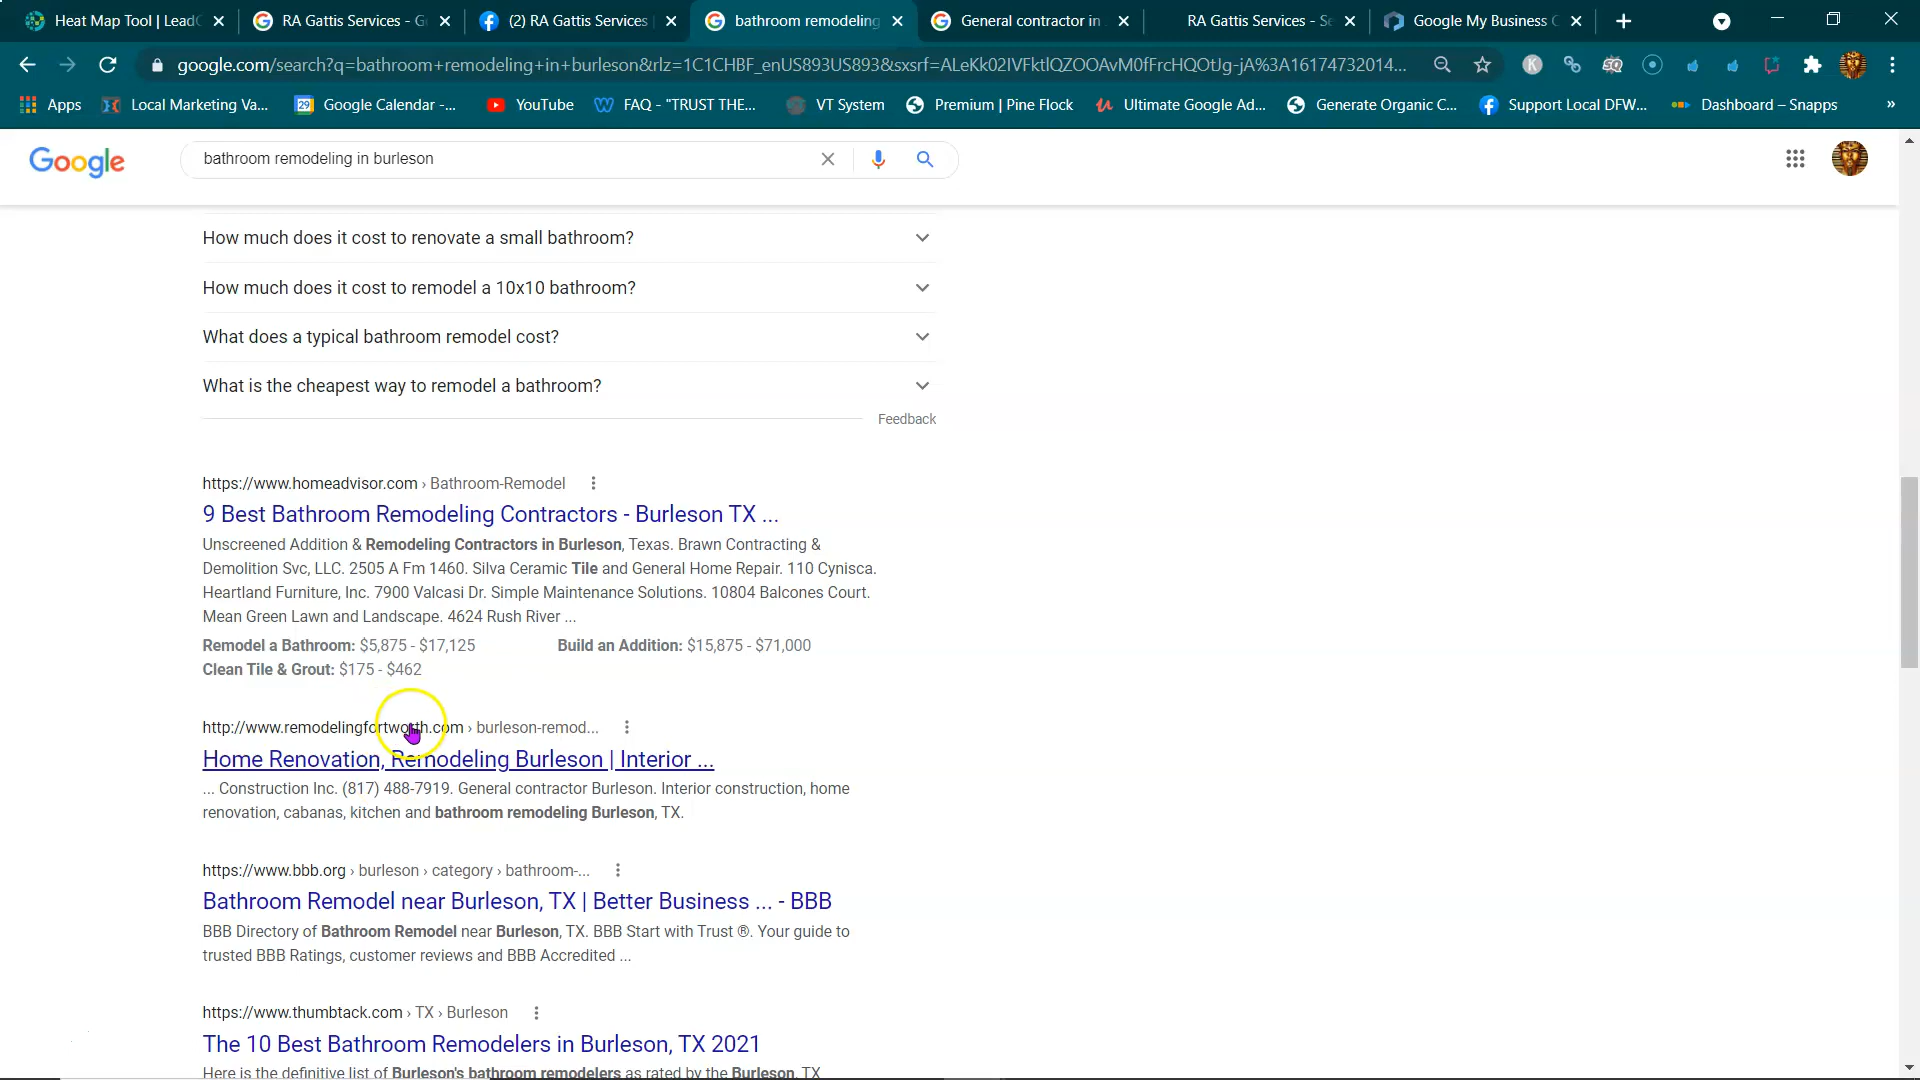 Heat Map Tool | LeadC
RA Gattis Services - G
(2) RA Gattis Services |
bathroom remodeling
General contractor in
RA Gattis Services - Se
Google My Business C
google.com/search?q=bathroom+remodeling+in+burleson&rlz=1C1CHBF_enUS893US893&sxsrf=ALeKk02IVFktlQZOOAvM0fFrcHQOtJg-jA%3A16174732014...
Apps
Local Marketing Va...
Google Calendar -...
YouTube
FAQ - "TRUST THE...
VT System
Premium | Pine Flock
Ultimate Google Ad...
Generate Organic C...
Support Local DFW...
Dashboard – Snapps
»
Google
bathroom remodeling in burleson
How much does it cost to renovate a small bathroom?
How much does it cost to remodel a 10x10 bathroom?
What does a typical bathroom remodel cost?
What is the cheapest way to remodel a bathroom?
Feedback
https://www.homeadvisor.com › Bathroom-Remodel
9 Best Bathroom Remodeling Contractors - Burleson TX ...
Unscreened Addition & Remodeling Contractors in Burleson, Texas. Brawn Contracting &
Demolition Svc, LLC. 2505 A Fm 1460. Silva Ceramic Tile and General Home Repair. 110 Cynisca.
Heartland Furniture, Inc. 7900 Valcasi Dr. Simple Maintenance Solutions. 10804 Balcones Court.
Mean Green Lawn and Landscape. 4624 Rush River ...
Remodel a Bathroom: $5,875 - $17,125 Build an Addition: $15,875 - $71,000
Clean Tile & Grout: $175 - $462
http://www.remodelingfortworth.com › burleson-remod...
Home Renovation, Remodeling Burleson | Interior ...
... Construction Inc. (817) 488-7919. General contractor Burleson. Interior construction, home
renovation, cabanas, kitchen and bathroom remodeling Burleson, TX.
https://www.bbb.org › burleson › category › bathroom-...
Bathroom Remodel near Burleson, TX | Better Business ... - BBB
BBB Directory of Bathroom Remodel near Burleson, TX. BBB Start with Trust ®. Your guide to
trusted BBB Ratings, customer reviews and BBB Accredited ...
https://www.thumbtack.com › TX › Burleson
The 10 Best Bathroom Remodelers in Burleson, TX 2021
Here is the definitive list of Burleson's bathroom remodelers as rated by the Burleson, TX